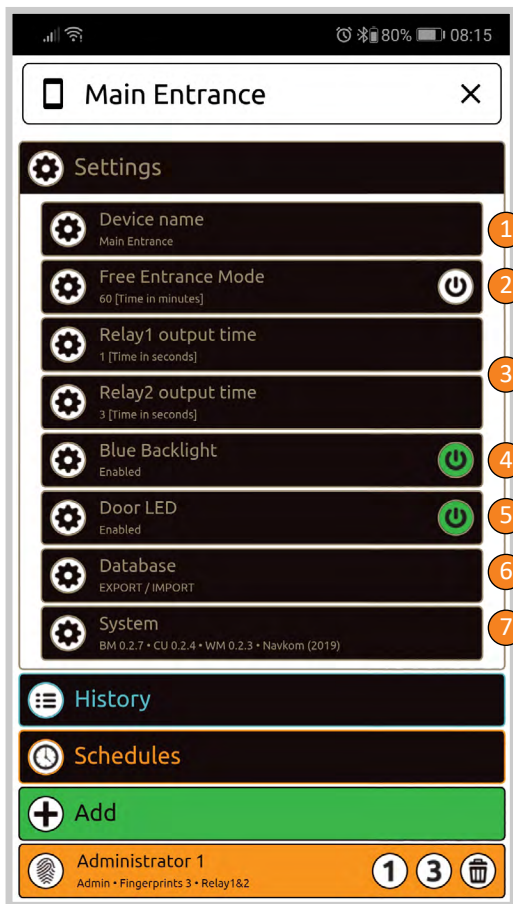 80% 08:15
Main Entrance
Settings
Device name
Main Entrance
1
Free Entrance Mode
60 [Time in minutes]
2
Relay1 output time
1 [Time in seconds]
3
Relay2 output time
3 [Time in seconds]
Blue Backlight
Enabled
4
Door LED
Enabled
5
Database
EXPORT / IMPORT
6
System
BM 0.2.7 • CU 0.2.4 • WM 0.2.3 • Navkom (2019)
7
History
Schedules
Add
Administrator 1
Admin • Fingerprints 3 • Relay1&2
1 3